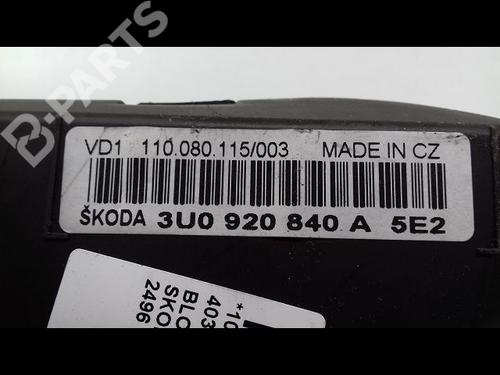 B-PARTS
VD1 110.080.115/003 MADE IN CZ
ŠKODA 3U0 920 840 A 5E2
*10
403
BLO
SKO
2496